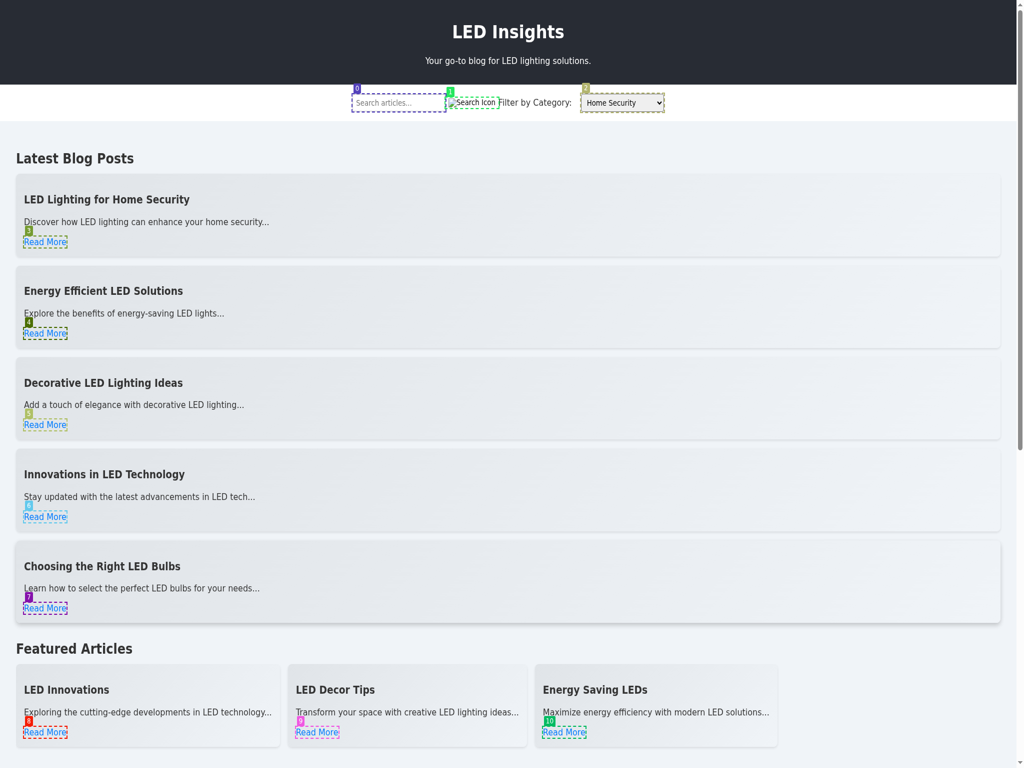 LED Insights
Your go-to blog for LED lighting solutions.
0
1
2
Search articles...
Search Icon
Filter by Category:
Home Security
Latest Blog Posts
LED Lighting for Home Security
Discover how LED lighting can enhance your home security...
3
Read More
Energy Efficient LED Solutions
Explore the benefits of energy-saving LED lights...
4
Read More
Decorative LED Lighting Ideas
Add a touch of elegance with decorative LED lighting...
5
Read More
Innovations in LED Technology
Stay updated with the latest advancements in LED tech...
6
Read More
Choosing the Right LED Bulbs
Learn how to select the perfect LED bulbs for your needs...
7
Read More
Featured Articles
LED Innovations
Exploring the cutting-edge developments in LED technology...
8
Read More
LED Decor Tips
Transform your space with creative LED lighting ideas...
9
Read More
Energy Saving LEDs
Maximize energy efficiency with modern LED solutions...
10
Read More